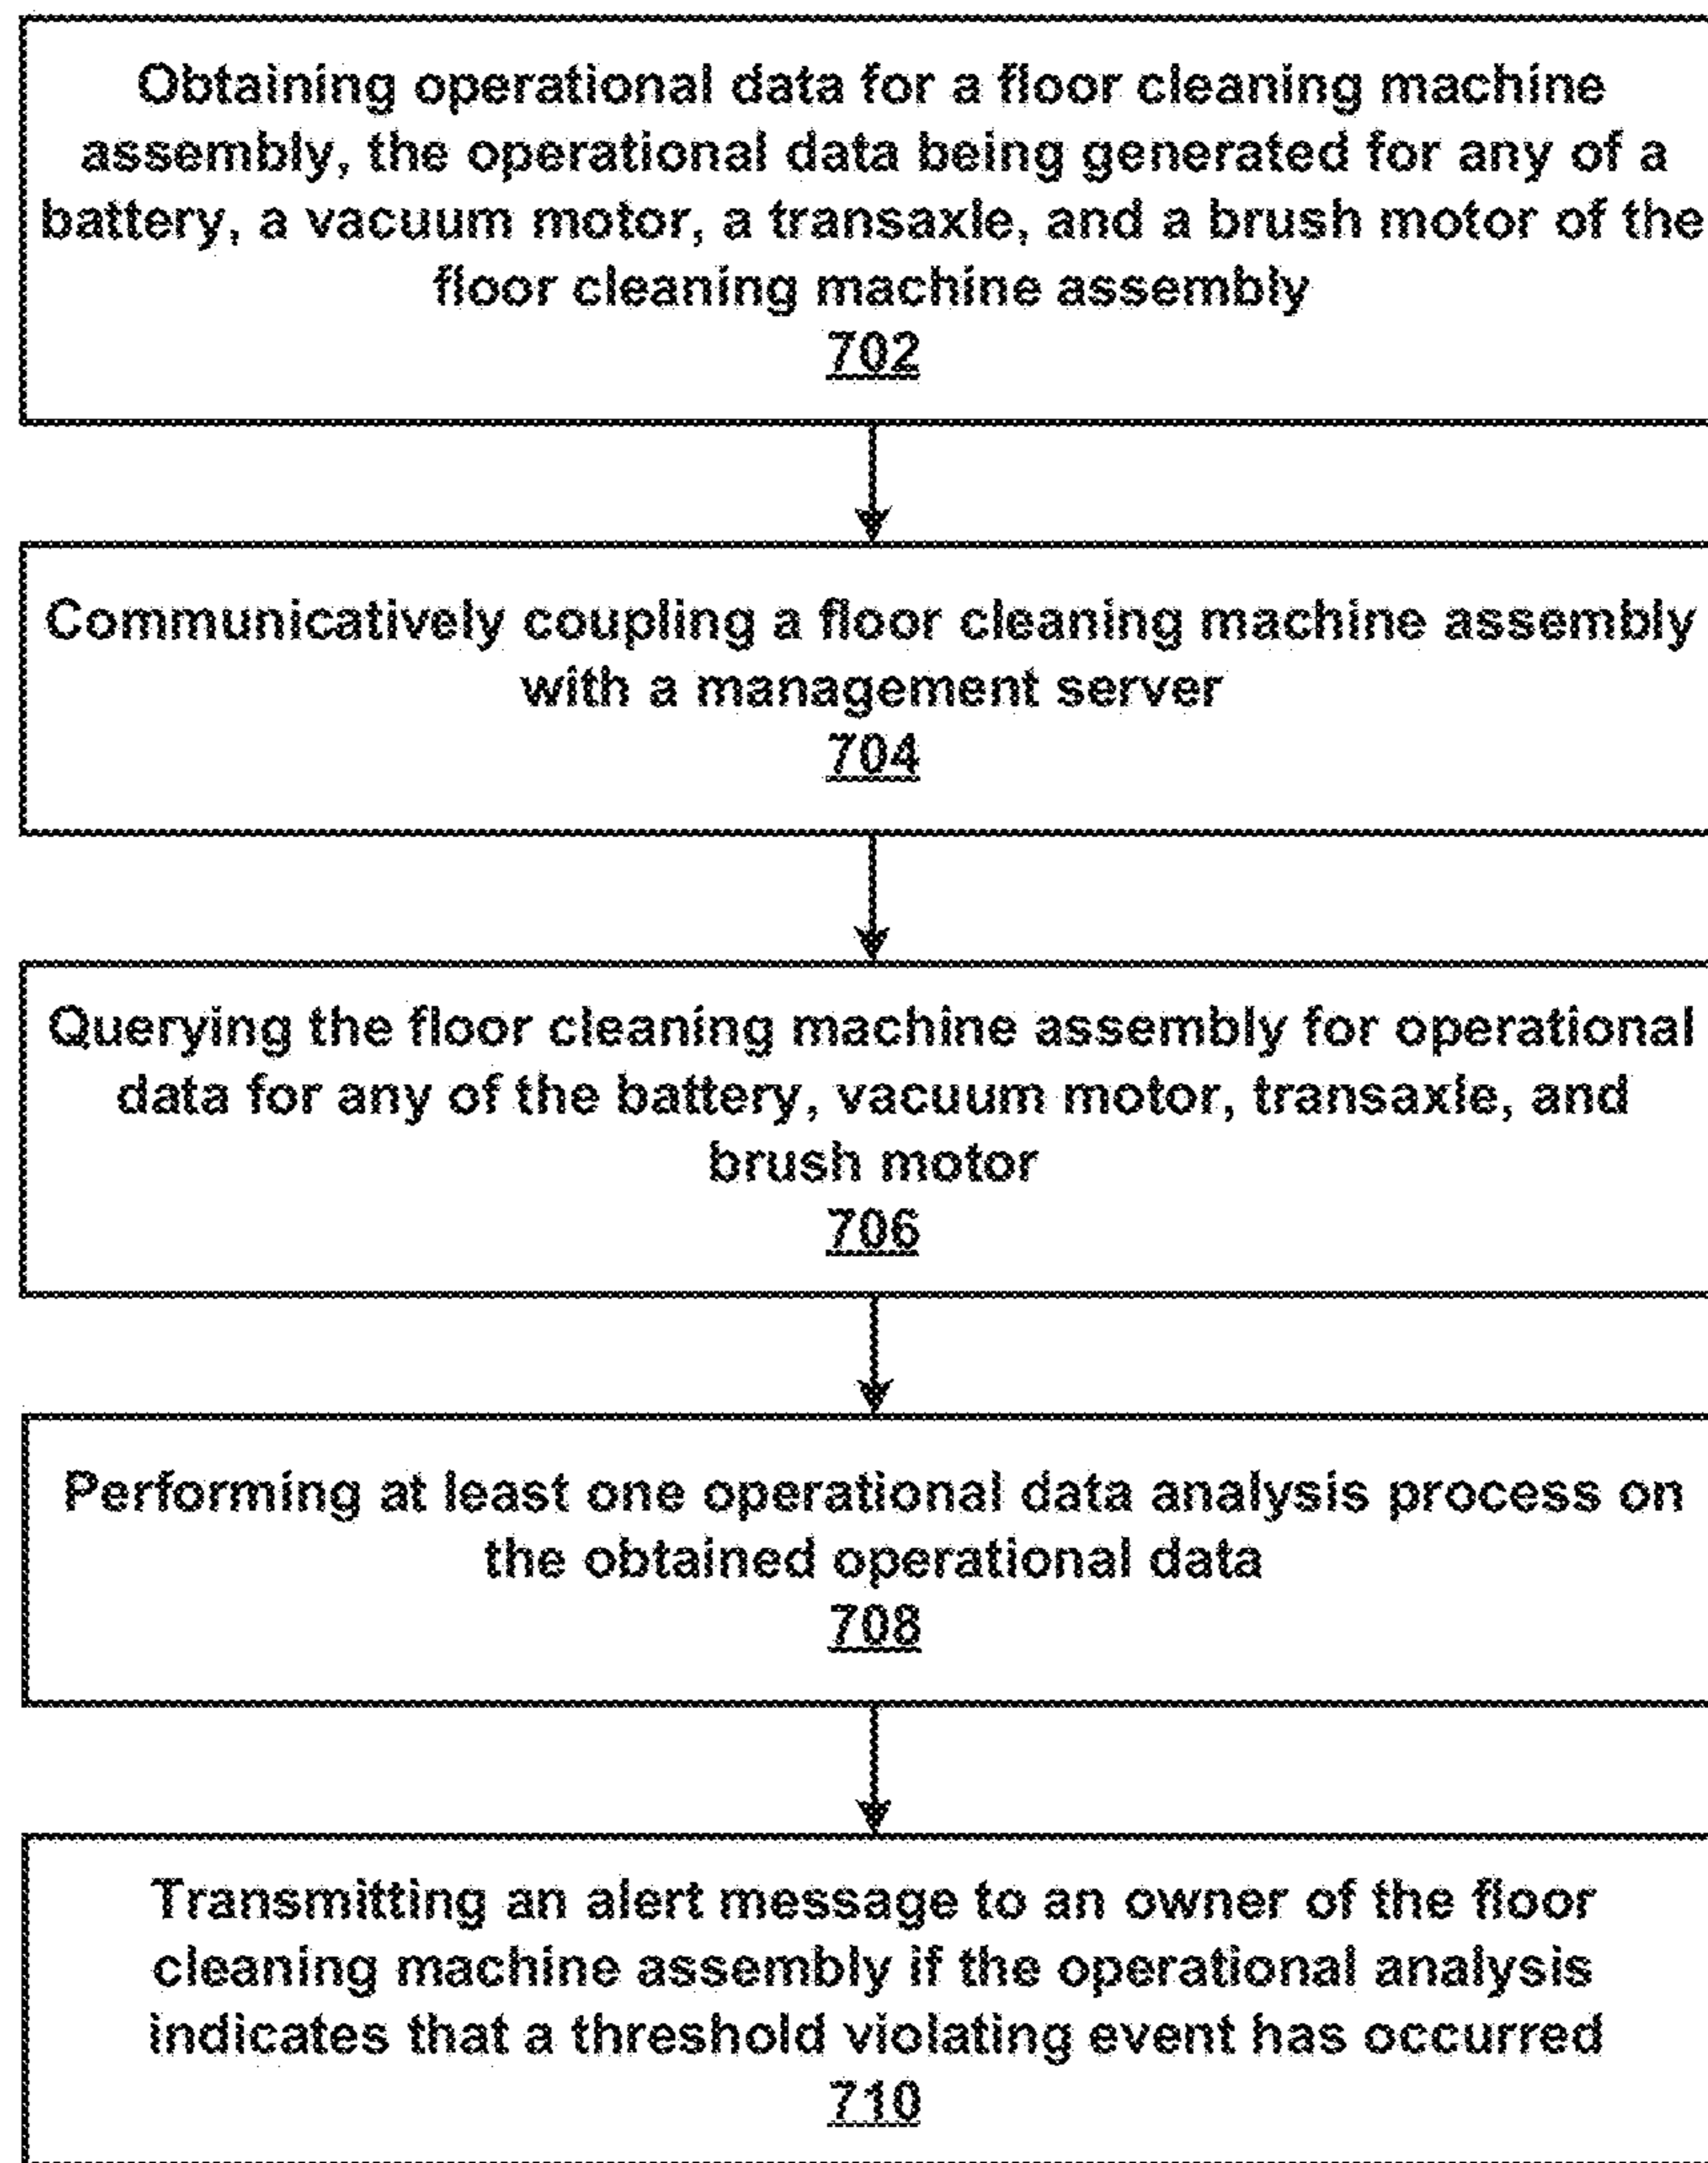 Obtaining operational data for a floor cleaning machine
assembly, the operational data being generated for any of a
battery, a vacuum motor, a transaxle, and a brush motor of the
floor cleaning machine assembly
702
Communicatively coupling a floor cleaning machine assembly
with a management server
704
Querying the floor cleaning machine assembly for operational
data for any of the battery, vacuum motor, transaxle, and
brush motor
706
Performing at least one operational data analysis process on
the obtained operational data
708
Transmitting an alert message to an owner of the floor
cleaning machine assembly if the operational analysis
indicates that a threshold violating event has occurred
710